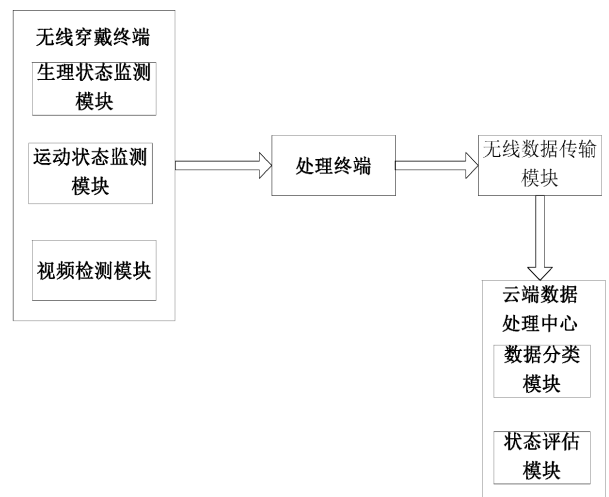 无线穿戴终端
生理状态监测
模块
运动状态监测
模块
视频检测模块
处理终端
无线数据传输
模块
云端数据
处理中心
数据分类
模块
状态评估
模块